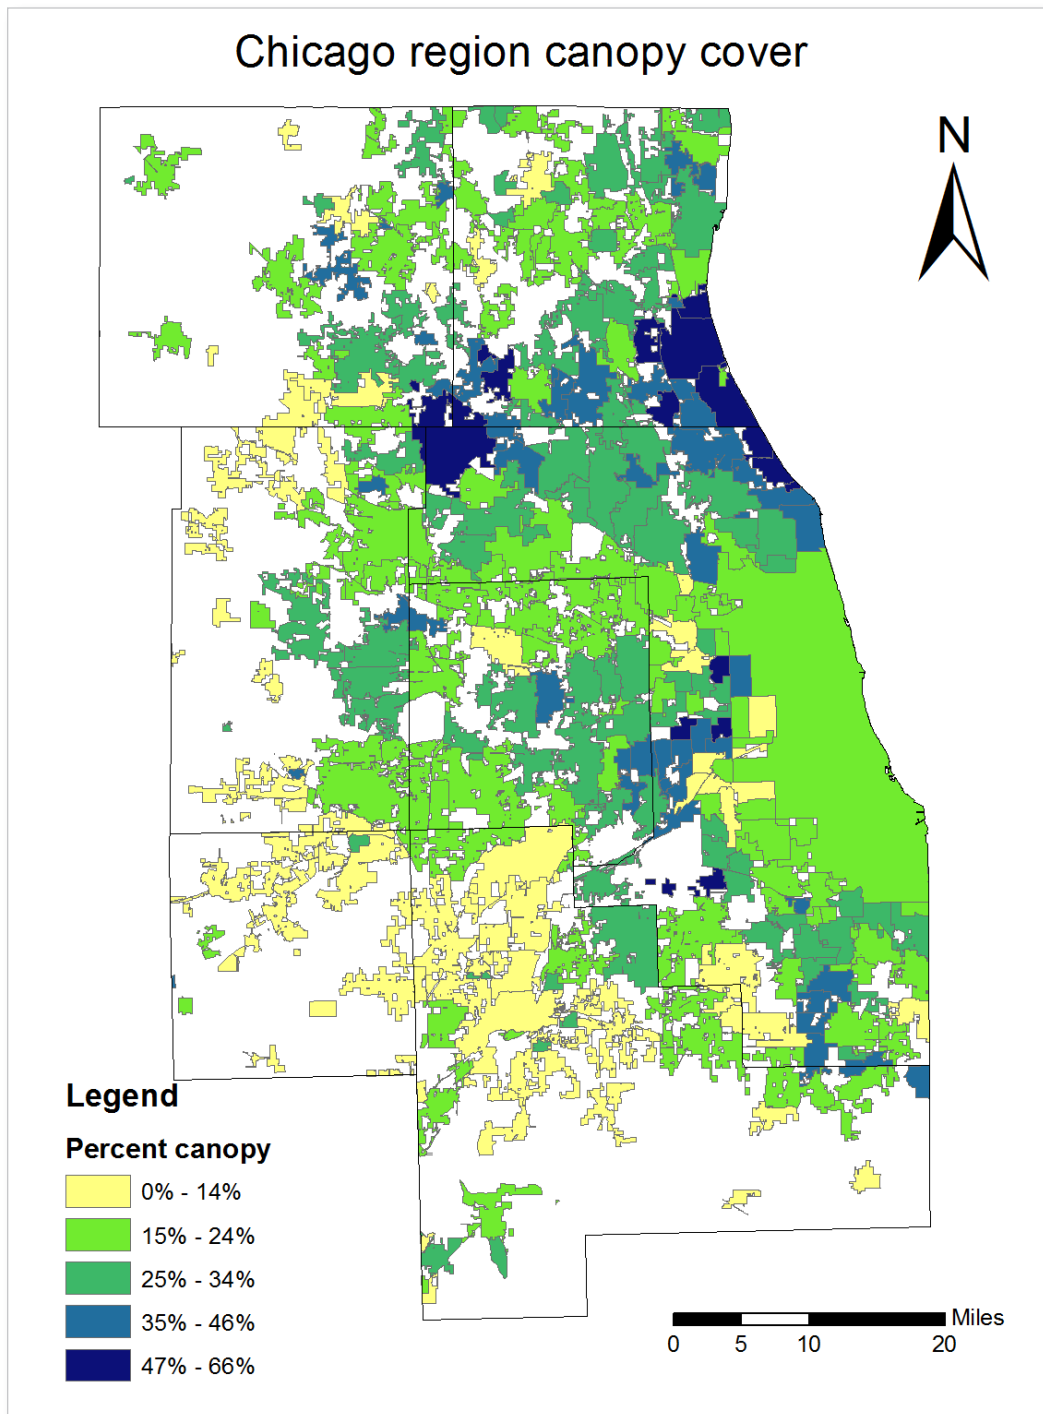 Chicago region canopy cover
N
Legend
Percent canopy
0% - 14%
15% - 24%
25% - 34%
35% - 46%
47% - 66%
Miles
0 5 10 20